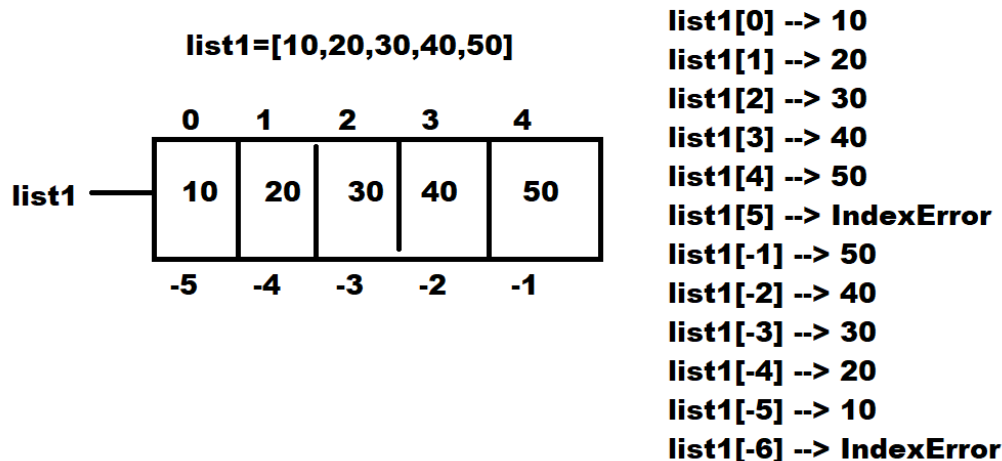 list1=[10,20,30,40,50]
0 1 2 3 4
list1 10 20 30 40 50
-5 -4 -3 -2 -1
list1[0] --> 10
list1[1] --> 20
list1[2] --> 30
list1[3] --> 40
list1[4] --> 50
list1[5] --> IndexError
list1[-1] --> 50
list1[-2] --> 40
list1[-3] --> 30
list1[-4] --> 20
list1[-5] --> 10
list1[-6] --> IndexError